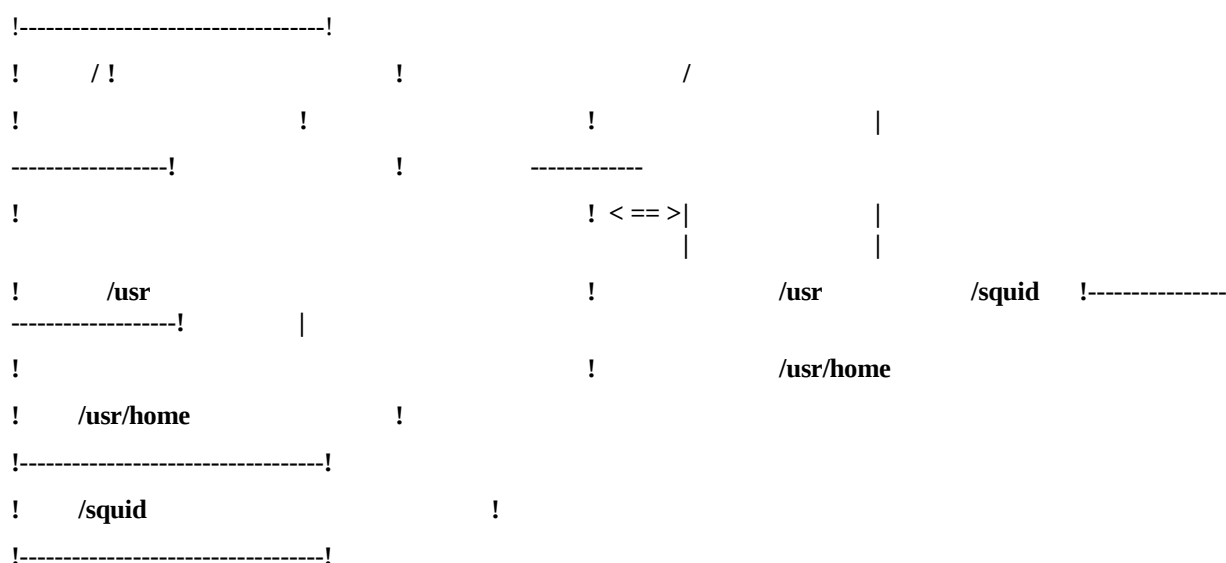 !-----------------------------------!
! / ! ! /
! ! ! |
------------------! ! -------------
! ! < == >| |
| |
! /usr ! /usr /squid !----------------
-------------------! |
! ! /usr/home
! /usr/home !
!-----------------------------------!
! /squid !
!-----------------------------------!